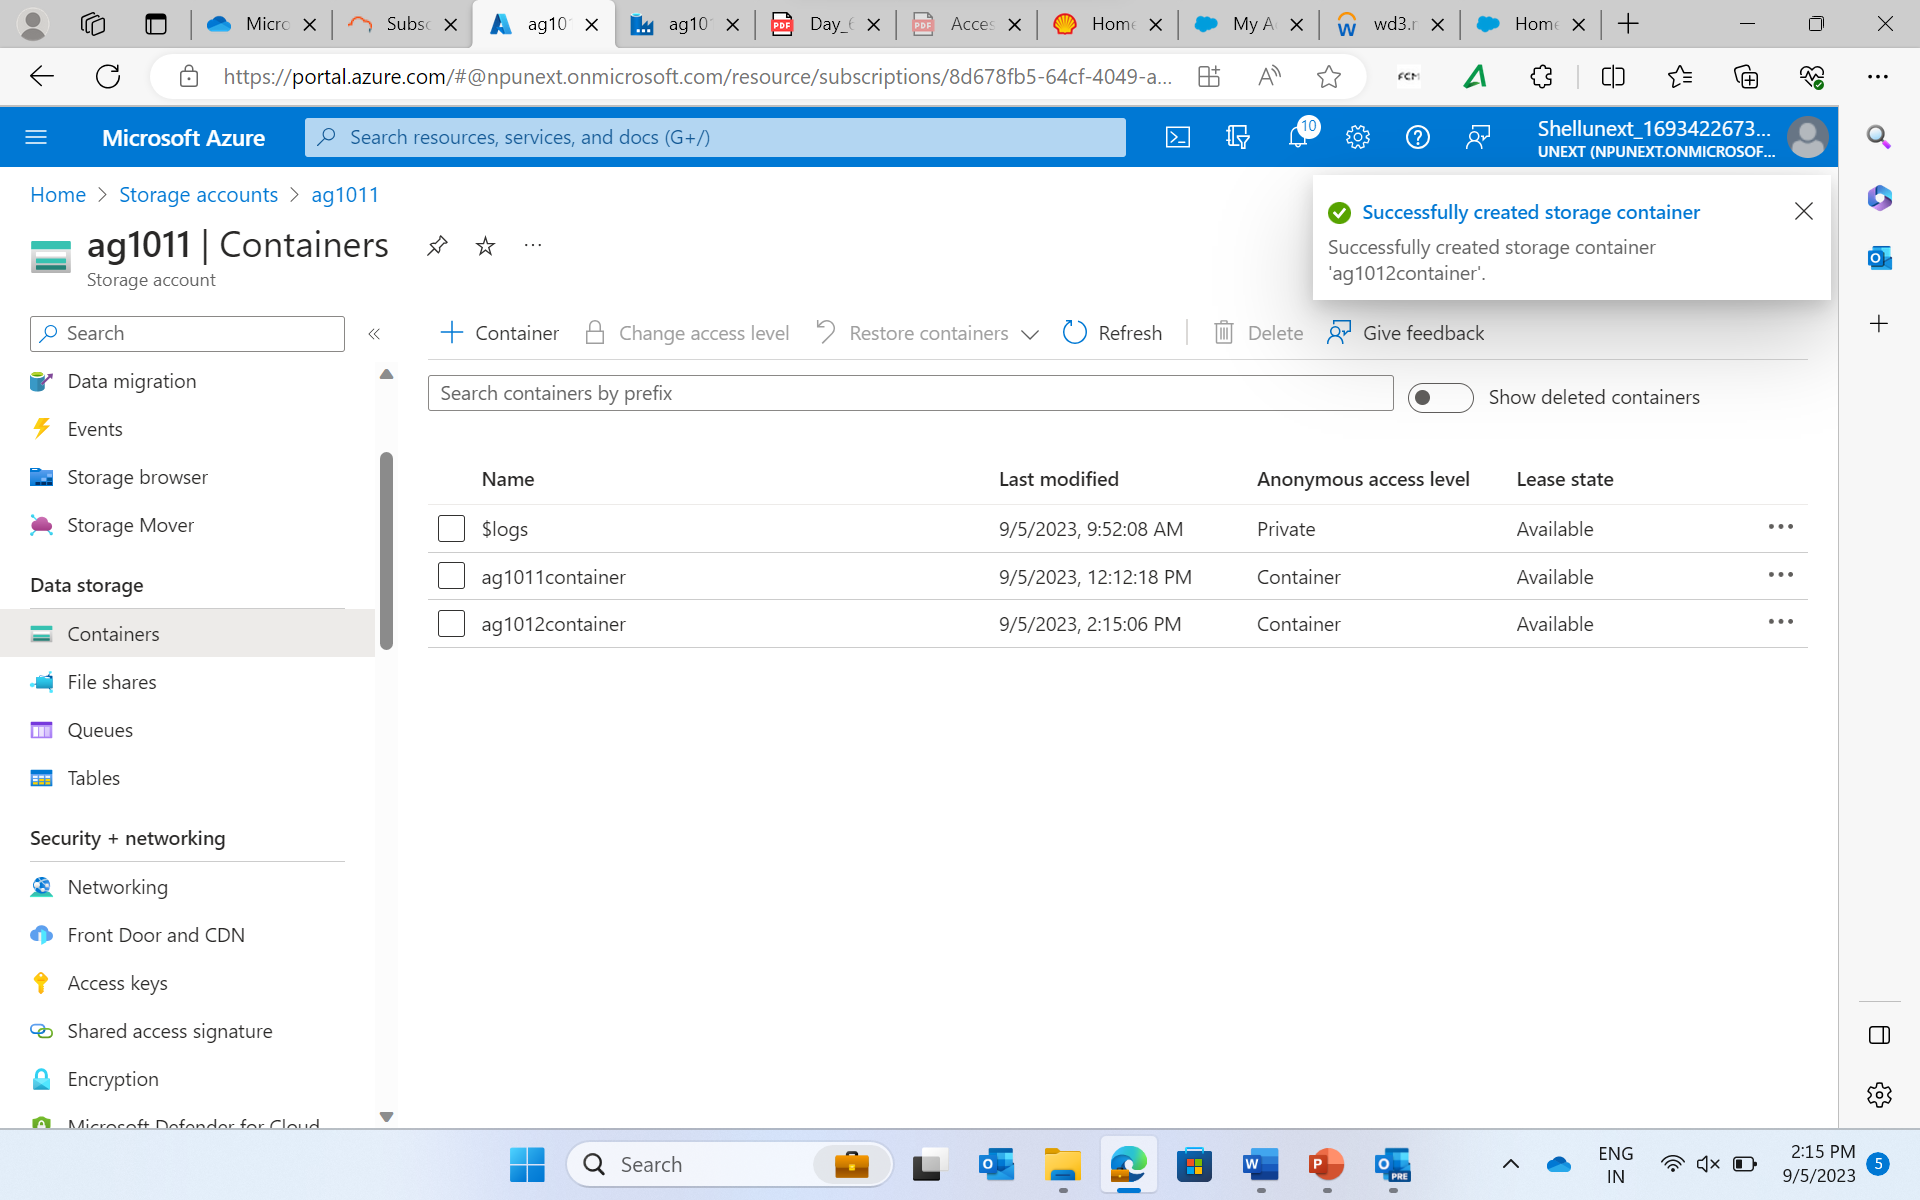 Micro
Subsc
ag101
ag101
Day_6
Acces
Home
My A
wd3.r
Home
https://portal.azure.com/#@npunext.onmicrosoft.com/resource/subscriptions/8d678fb5-64cf-4049-a...
FCM
Microsoft Azure
Search resources, services, and docs (G+/)
10
Shellunext_1693422673...
UNEXT (NPUNEXT.ONMICROSOF...
Home > Storage accounts > ag1011
ag1011 | Containers
Storage account
Successfully created storage container
Successfully created storage container
'ag1012container'.
Search
Container
Change access level
Restore containers
Refresh
Delete
Give feedback
Search containers by prefix
Show deleted containers
Data migration
Events
Storage browser
Storage Mover
Data storage
Containers
File shares
Queues
Tables
Security + networking
Networking
Front Door and CDN
Access keys
Shared access signature
Encryption
Microsoft Defender for Cloud
Name Last modified Anonymous access level Lease state
$logs 9/5/2023, 9:52:08 AM Private Available
ag1011container 9/5/2023, 12:12:18 PM Container Available
ag1012container 9/5/2023, 2:15:06 PM Container Available
Search
ENG
IN
2:15 PM
9/5/2023
5